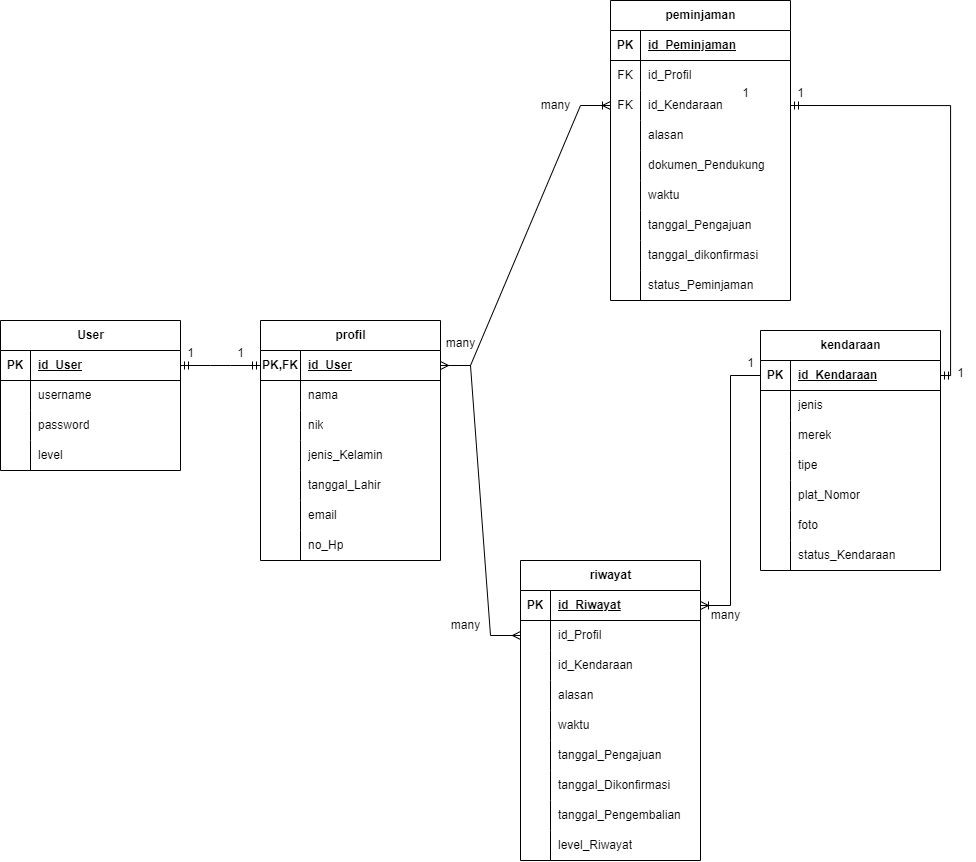 peminjaman
PK id_Peminjaman
FK id_Profil
FK id_Kendaraan
alasan
dokumen_Pendukung
waktu
tanggal_Pengajuan
tanggal_dikonfirmasi
status_Peminjaman
many
1
1
User
PK id_User
username
password
level
1
1
profil
PK,FK id_User
nama
nik
jenis_Kelamin
tanggal_Lahir
email
no_Hp
many
kendaraan
1
PK id_Kendaraan
1
jenis
merek
tipe
plat_Nomor
foto
status_Kendaraan
riwayat
PK id_Riwayat
many
many
id_Profil
id_Kendaraan
alasan
waktu
tanggal_Pengajuan
tanggal_Dikonfirmasi
tanggal_Pengembalian
level_Riwayat